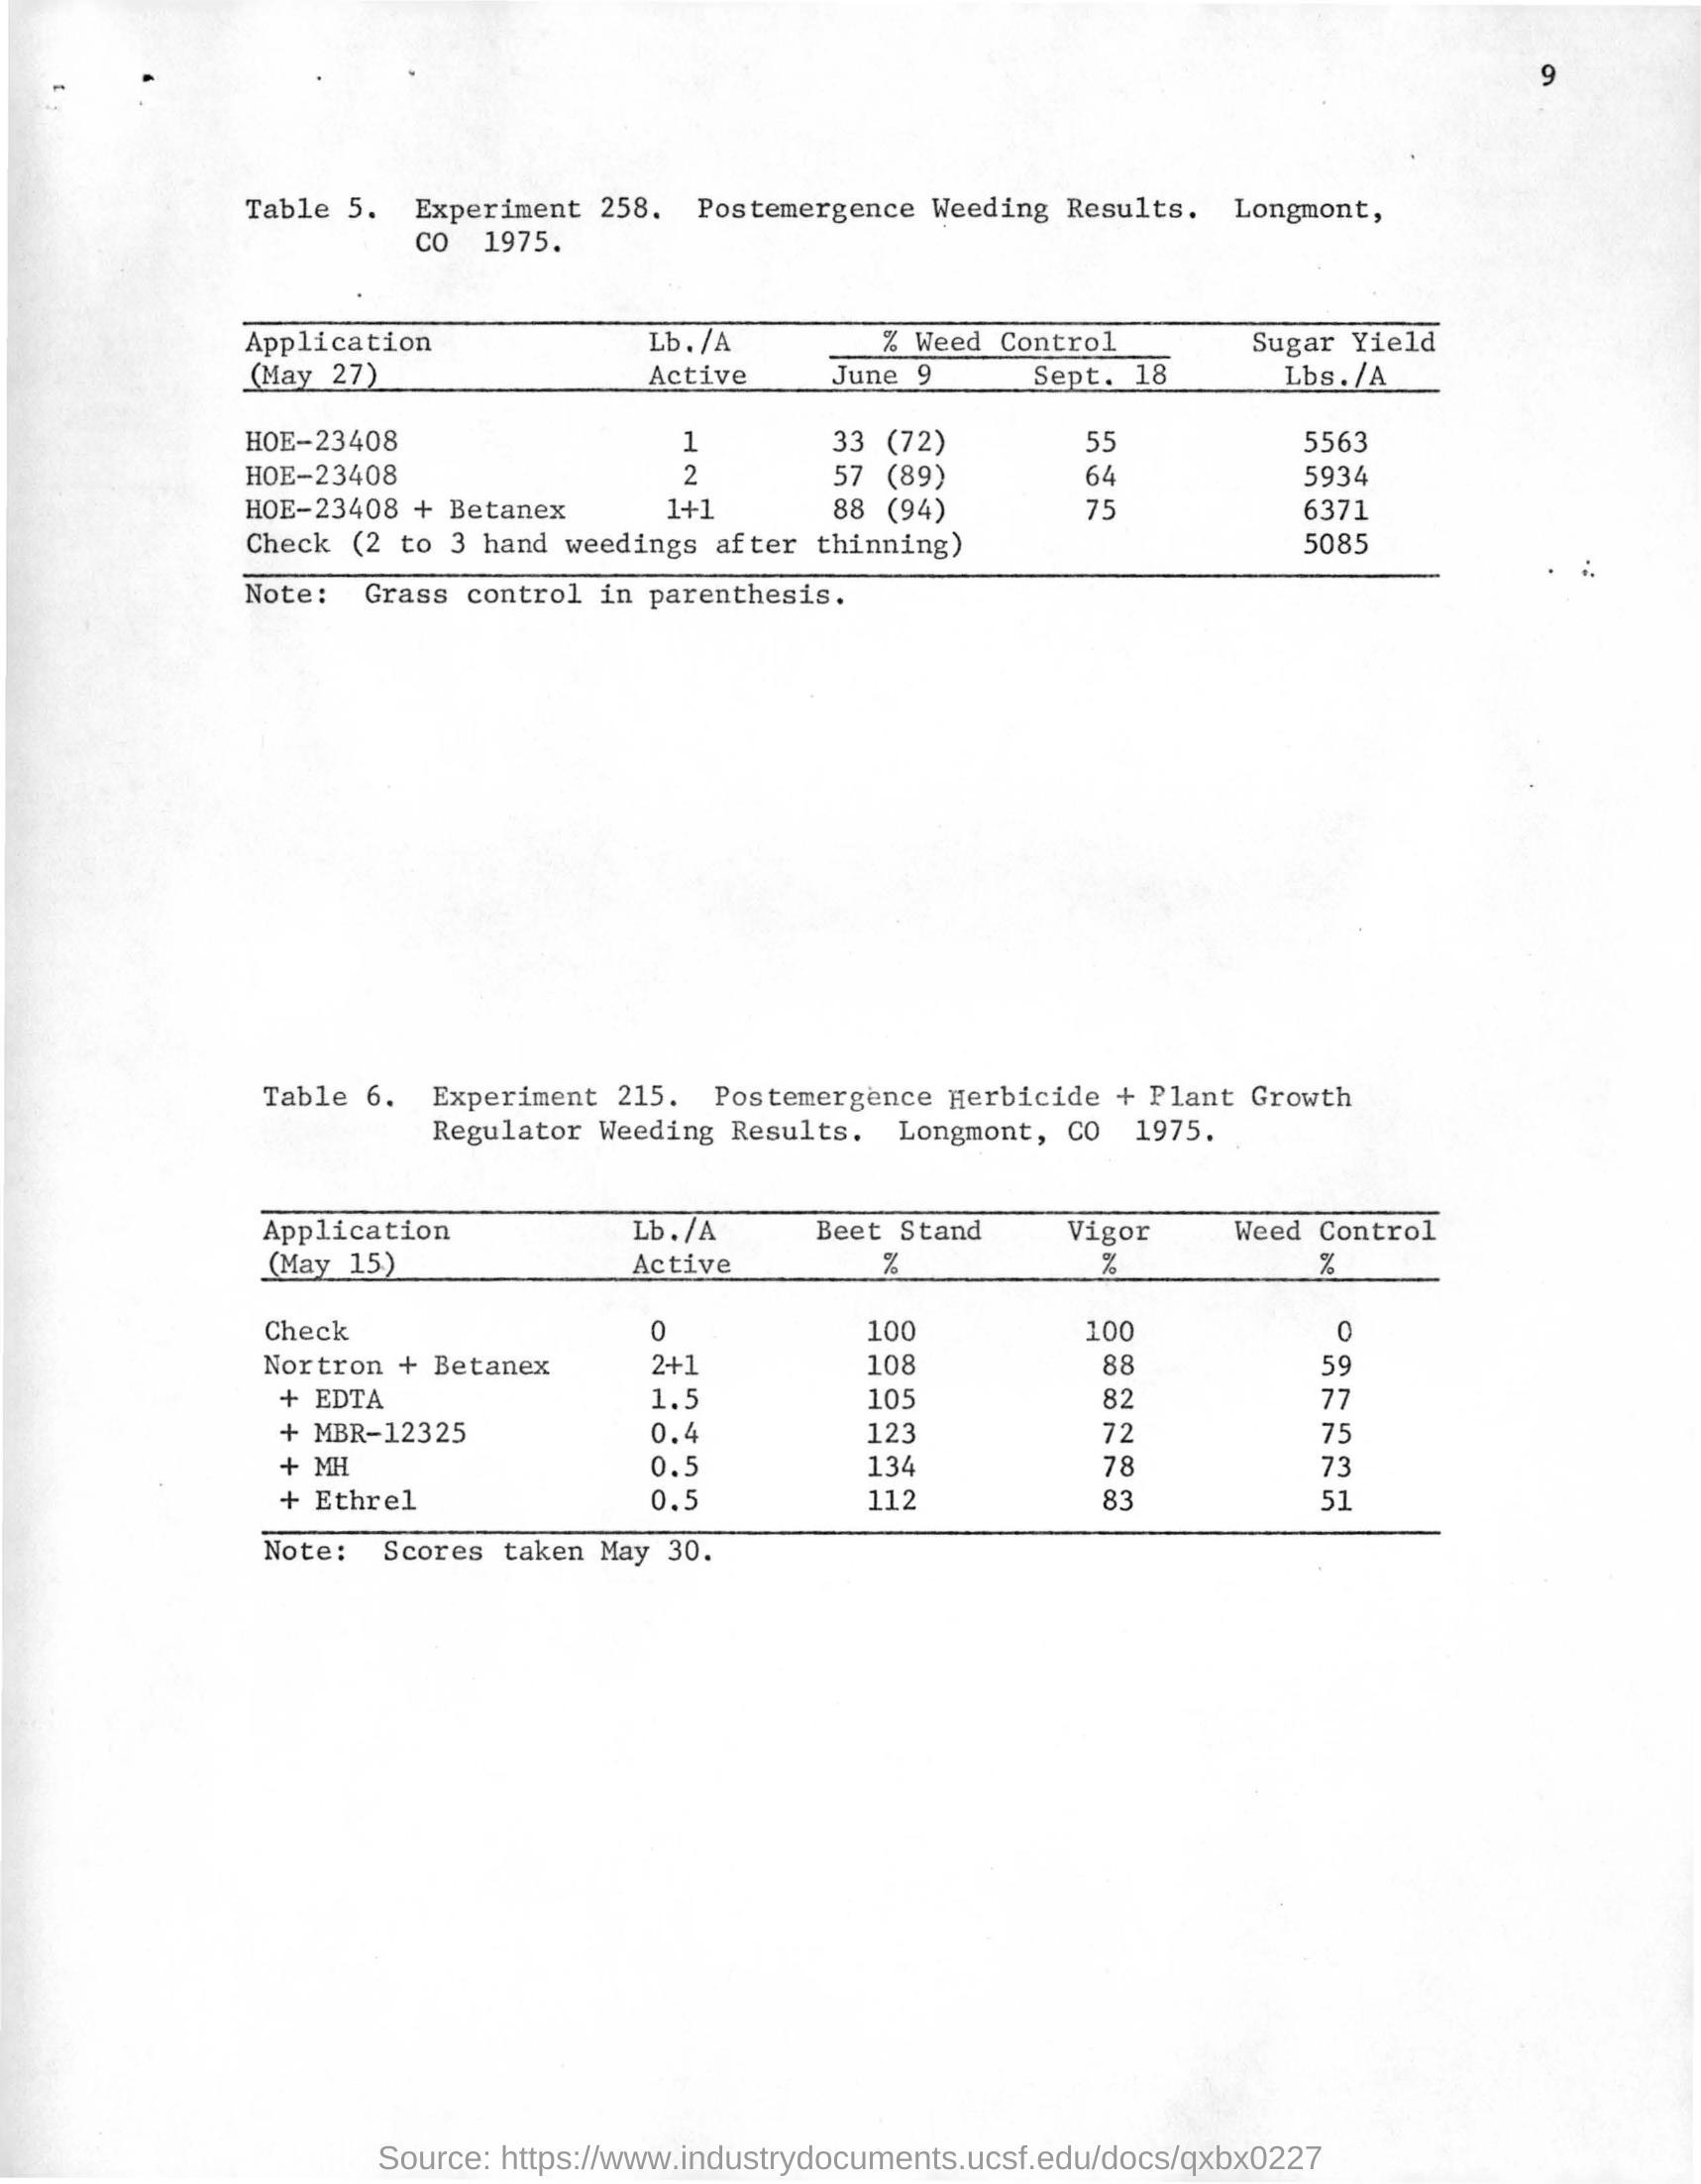 9
Table 5. Experiment 258. Postemergence Weeding Results. Longmont,
CO 1975.
Application Lb./A % Weed Control Sugar Yield
(May 27) Active June 9 Sept. 18 Lbs./A
HOE-23408 1 33 (72) 55 5563
HOE-23408 2 57 (89) 64 5934
HOE-23408 + Betanex 1+1 88 (94) 75 6371
Check (2 to 3 hand weedings after thinning) 5085
Note: Grass control in parenthesis.
Table 6. Experiment 215. Postemergence Herbicide + Plant Growth
Regulator Weeding Results. Longmont, CO 1975.
Application Lb./A Beet Stand Vigor Weed Control
(May 15) Active % % %
Check 0 100 100 0
Nortron + Betanex 2+1 108 88 59
+ EDTA 1.5 105 82 77
+ MBR-12325 0.4 123 72 75
+ MH 0.5 134 78 73
+ Ethrel 0.5 112 83 51
Note: Scores taken May 30.
Source: https://www.industrydocuments.ucsf.edu/docs/qxbx0227